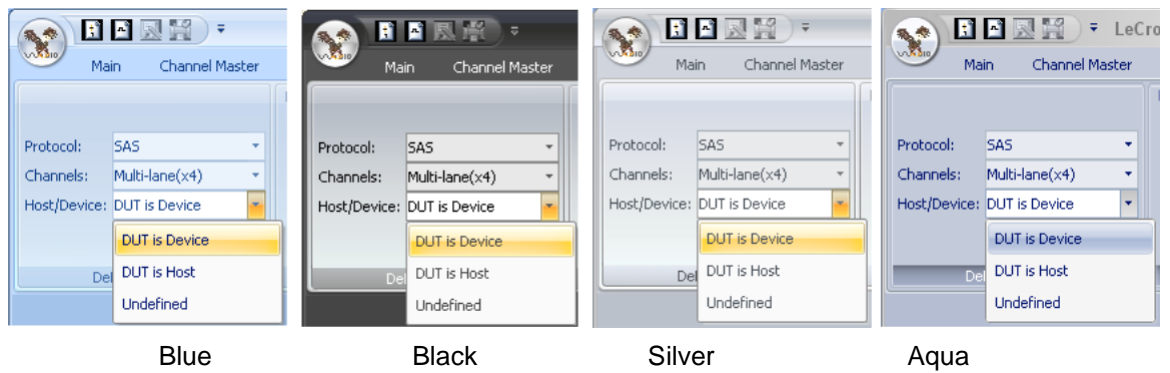 Main Channel Master
Protocol: SAS
Channels: Multi-lane(x4)
Host/Device: DUT is Device
DUT is Device
DUT is Host
Undefined
Del
Blue
Main Channel Master
Protocol: SAS
Channels: Multi-lane(x4)
Host/Device: DUT is Device
DUT is Device
DUT is Host
Undefined
Del
Black
Main Channel Master
Protocol: SAS
Channels: Multi-lane(x4)
Host/Device: DUT is Device
DUT is Device
DUT is Host
Undefined
Del
Silver
LeCro
Main Channel Master
Protocol: SAS
Channels: Multi-lane(x4)
Host/Device: DUT is Device
DUT is Device
DUT is Host
Undefined
De
Aqua